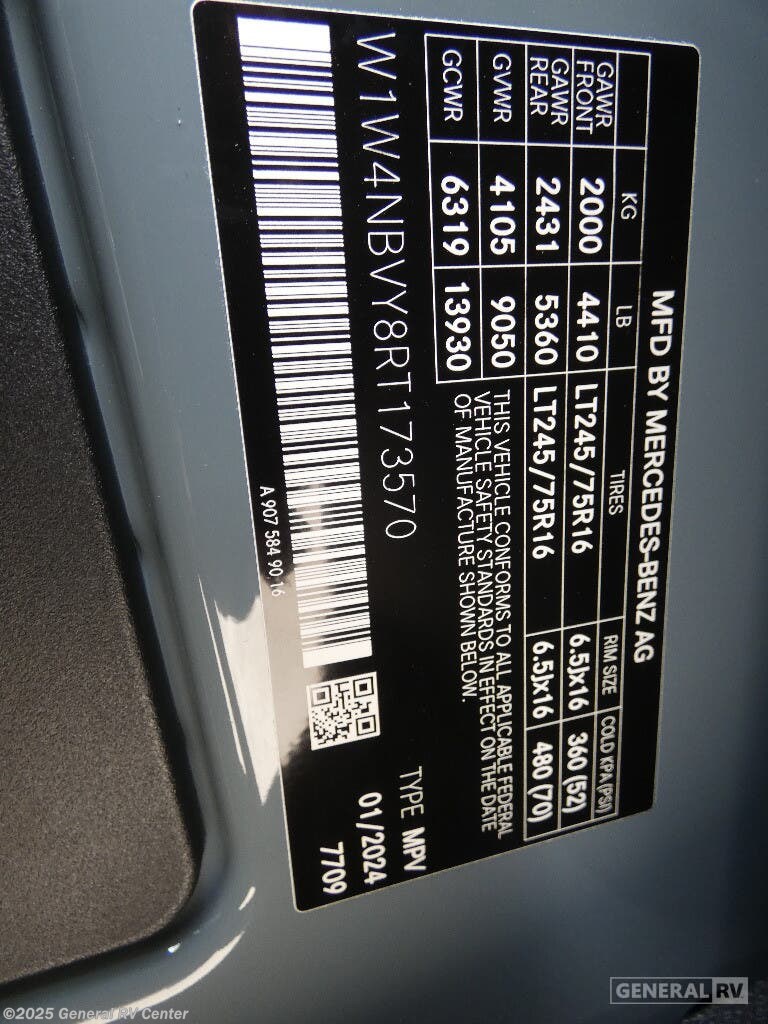 MFD BY MERCEDES-BENZ AG
KG LB TIRES RIM SIZE COLD KPA(PSI)
GAWR FRONT 2000 4410 LT245/75R16 6.5Jx16 360(52)
GAWR REAR 2431 5360 LT245/75R16 6.5Jx16 480(70)
GVWR 4105 9050
GCWR 6319 13930
THIS VEHICLE CONFORMS TO ALL APPLICABLE FEDERAL
VEHICLE SAFETY STANDARDS IN EFFECT ON THE DATE
OF MANUFACTURE SHOWN BELOW.
W1W4NBVY8RT173570
TYPE MPV
01/2024
7709
A 907 584 90 16
©2025 General RV Center
GENERAL RV